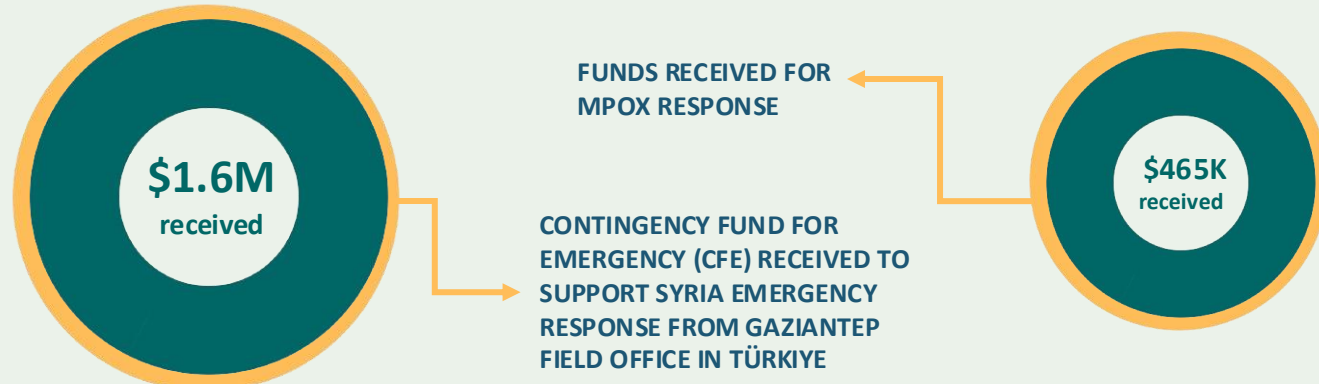 $1.6M
received
CONTINGENCY FUND FOR
EMERGENCY (CFE) RECEIVED TO
SUPPORT SYRIA EMERGENCY
RESPONSE FROM GAZIANTEP
FIELD OFFICE IN TÜRKIYE
FUNDS RECEIVED FOR
MPOX RESPONSE
$465K
received